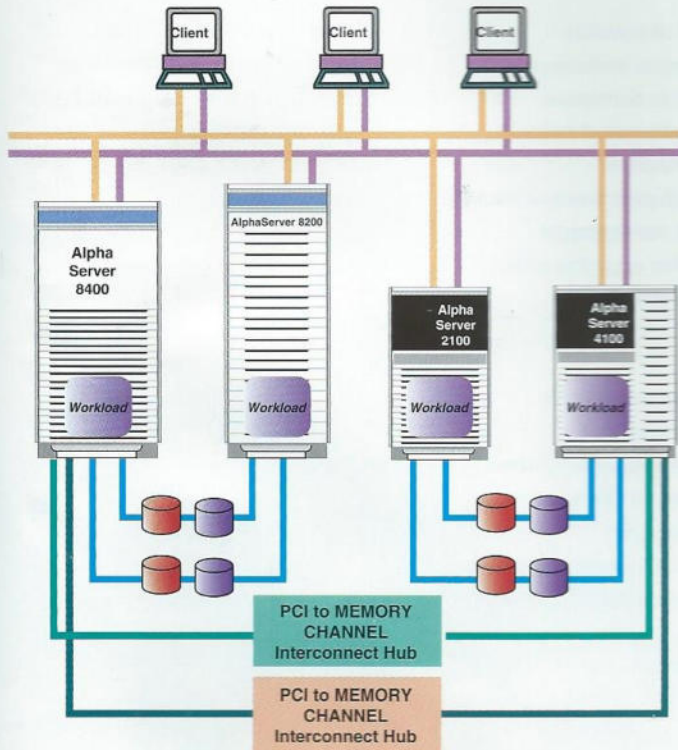 Client
Client
Client
Alpha
Server
8400
AlphaServer 8200
Alpha
Server
2100
Alpha
Server
4100
Workload
Workload
Workload
Workload
PCI to MEMORY
CHANNEL
Interconnect Hub
PCI to MEMORY
CHANNEL
Interconnect Hub